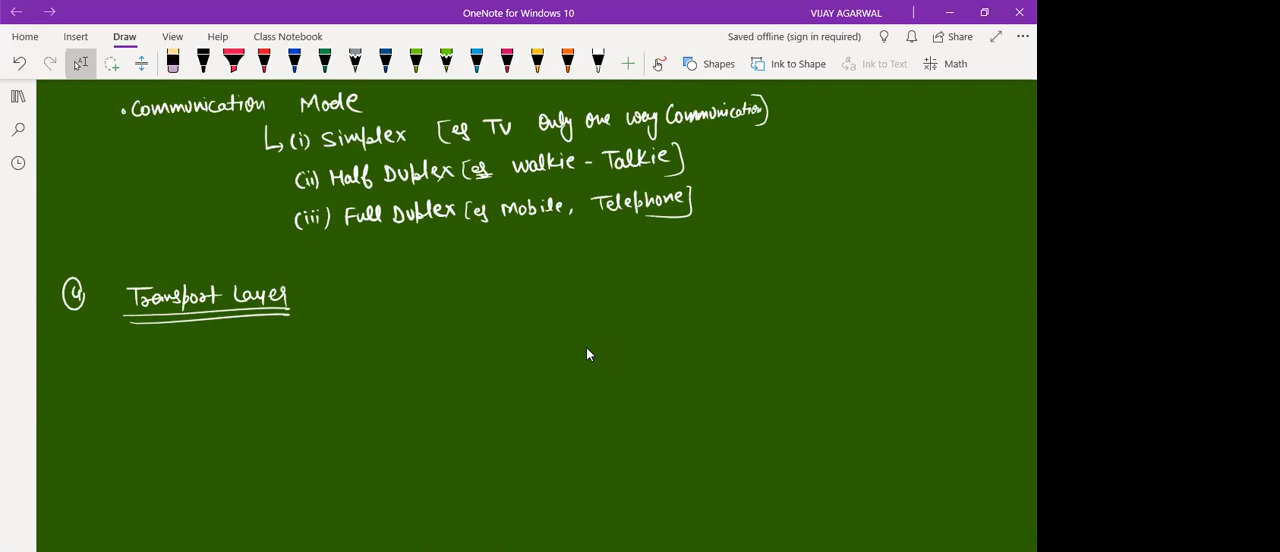 OneNote for Windows 10
VIJAY AGARWAL
Home Insert Draw View Help Class Notebook
Saved offline (sign in required)
Share
Shapes
Ink to Shape
Ink to Text
Math
. Communication Mode
(i) Simplex [eg TV Only one way Communication]
(ii) Half Duplex [eg Walkie - Talkie]
(iii) Full Duplex [eg Mobile, Telephone]
4 Transport Layer